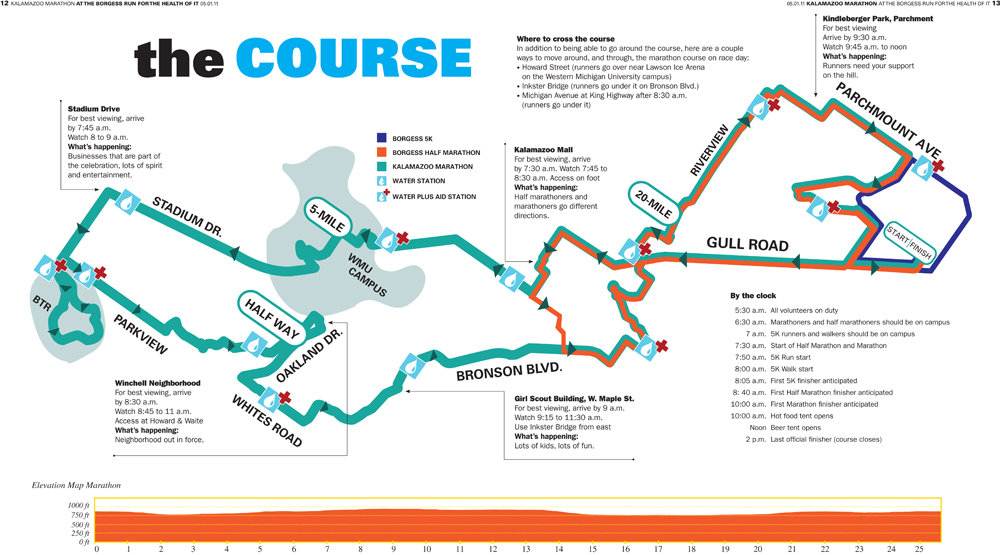 12 KALAMAZOO MARATHON AT THE BORGESS RUN FOR THE HEALTH OF IT 05.01.11
05.01.11 KALAMAZOO MARATHON AT THE BORGESS RUN FOR THE HEALTH OF IT 13
the COURSE
Where to cross the course
In addition to being able to go around the course, here are a couple
ways to move around, and through, the marathon course on race day:
• Howard Street (runners go over near Lawson Ice Arena
on the Western Michigan University campus)
• Inkster Bridge (runners go under it on Bronson Blvd.)
• Michigan Avenue at King Highway after 8:30 a.m.
(runners go under it)
Kindleberger Park, Parchment
For best viewing
Arrive by 9:30 a.m.
Watch 9:45 a.m. to noon
What's happening:
Runners need your support
on the hill.
Stadium Drive
For best viewing, arrive
by 7:45 a.m.
Watch 8 to 9 a.m.
What's happening:
Businesses that are part of
the celebration, lots of spirit
and entertainment.
BORGESS 5K
BORGESS HALF MARATHON
KALAMAZOO MARATHON
WATER STATION
WATER PLUS AID STATION
Kalamazoo Mall
For best viewing, arrive
by 7:30 a.m. Watch 7:45 to
8:30 a.m. Access on foot
What's happening:
Half marathoners and
marathoners go different
directions.
PARCHMOUNT AVE
RIVERVIEW
20-MILE
START/FINISH
GULL ROAD
STADIUM DR.
5-MILE
WMU
CAMPUS
BTR
PARKVIEW
HALF WAY
OAKLAND DR.
WHITES ROAD
BRONSON BLVD.
Winchell Neighborhood
For best viewing, arrive
by 8:30 a.m.
Watch 8:45 to 11 a.m.
Access at Howard & Waite
What's happening:
Neighborhood out in force.
Girl Scout Building, W. Maple St.
For best viewing, arrive by 9 a.m.
Watch 9:15 to 11:30 a.m.
Use Inkster Bridge from east
What's happening:
Lots of kids, lots of fun.
By the clock
5:30 a.m. All volunteers on duty
6:30 a.m. Marathoners and half marathoners should be on campus
7 a.m. 5K runners and walkers should be on campus
7:30 a.m. Start of Half Marathon and Marathon
7:50 a.m. 5K Run start
8:00 a.m. 5K Walk start
8:05 a.m. First 5K finisher anticipated
8: 40 a.m. First Half Marathon finisher anticipated
10:00 a.m. First Marathon finisher anticipated
10:00 a.m. Hot food tent opens
Noon Beer tent opens
2 p.m. Last official finisher (course closes)
Elevation Map Marathon
1000 ft
750 ft
500 ft
250 ft
0 ft
0 1 2 3 4 5 6 7 8 9 10 11 12 13 14 15 16 17 18 19 20 21 22 23 24 25